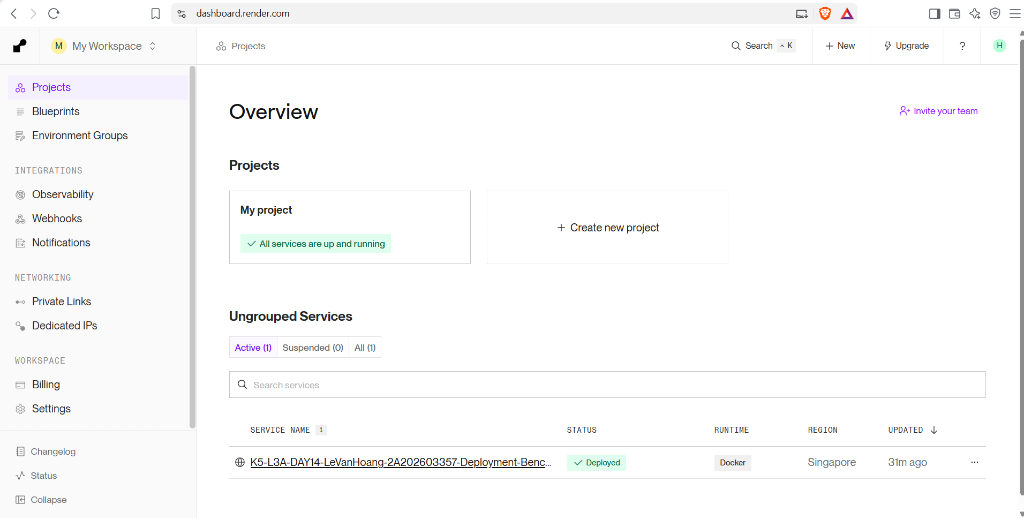 dashboard.render.com
M My Workspace
Projects
Search ^ K
+ New
Upgrade
?
H
Projects
Blueprints
Environment Groups
INTEGRATIONS
Observability
Webhooks
Notifications
NETWORKING
Private Links
Dedicated IPs
WORKSPACE
Billing
Settings
Changelog
Status
Collapse
Overview
Invite your team
Projects
My project
All services are up and running
+ Create new project
Ungrouped Services
Active (1) Suspended (0) All (1)
Search services
SERVICE NAME 1 STATUS RUNTIME REGION UPDATED ↓
K5-L3A-DAY14-LeVanHoang-2A202603357-Deployment-Benc... Deployed Docker Singapore 31m ago ...